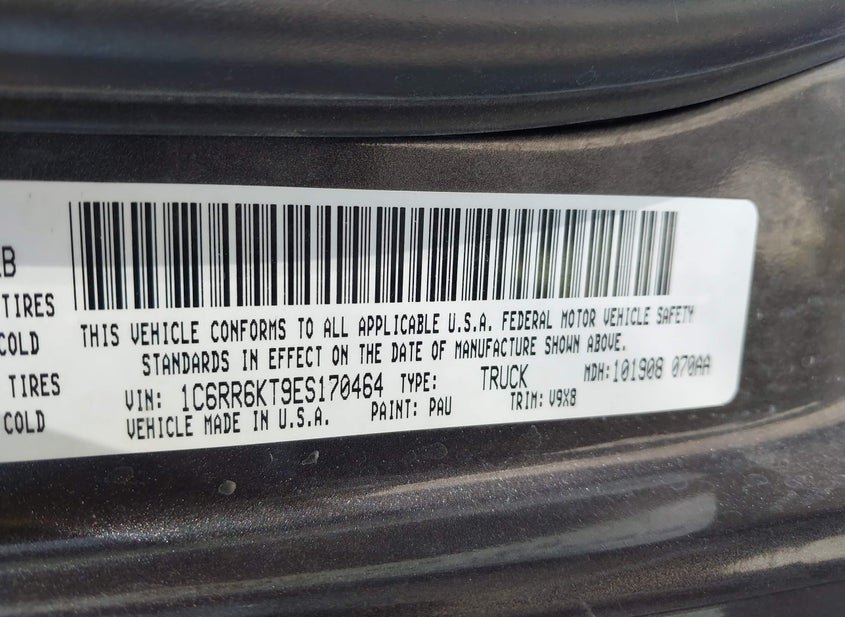 B
TIRES
COLD
TIRES
COLD
THIS VEHICLE CONFORMS TO ALL APPLICABLE U.S.A. FEDERAL MOTOR VEHICLE SAFETY
STANDARDS IN EFFECT ON THE DATE OF MANUFACTURE SHOWN ABOVE.
VIN: 1C6RR6KT9ES170464 TYPE: TRUCK MDH: 101908 070AA
VEHICLE MADE IN U.S.A. PAINT: PAU TRIM: V9X8